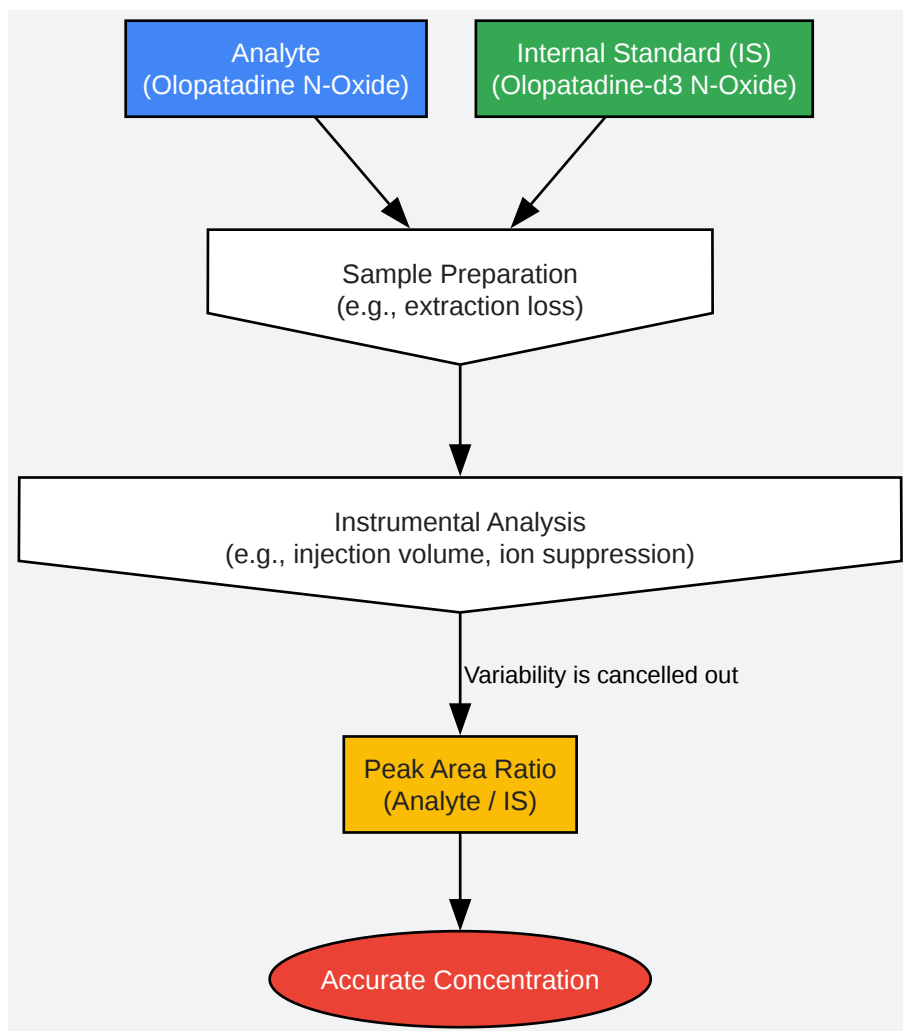 Analyte
(Olopatadine N-Oxide)
Internal Standard (IS)
(Olopatadine-d3 N-Oxide)
Sample Preparation
(e.g., extraction loss)
Instrumental Analysis
(e.g., injection volume, ion suppression)
Variability is cancelled out
Peak Area Ratio
(Analyte / IS)
Accurate Concentration